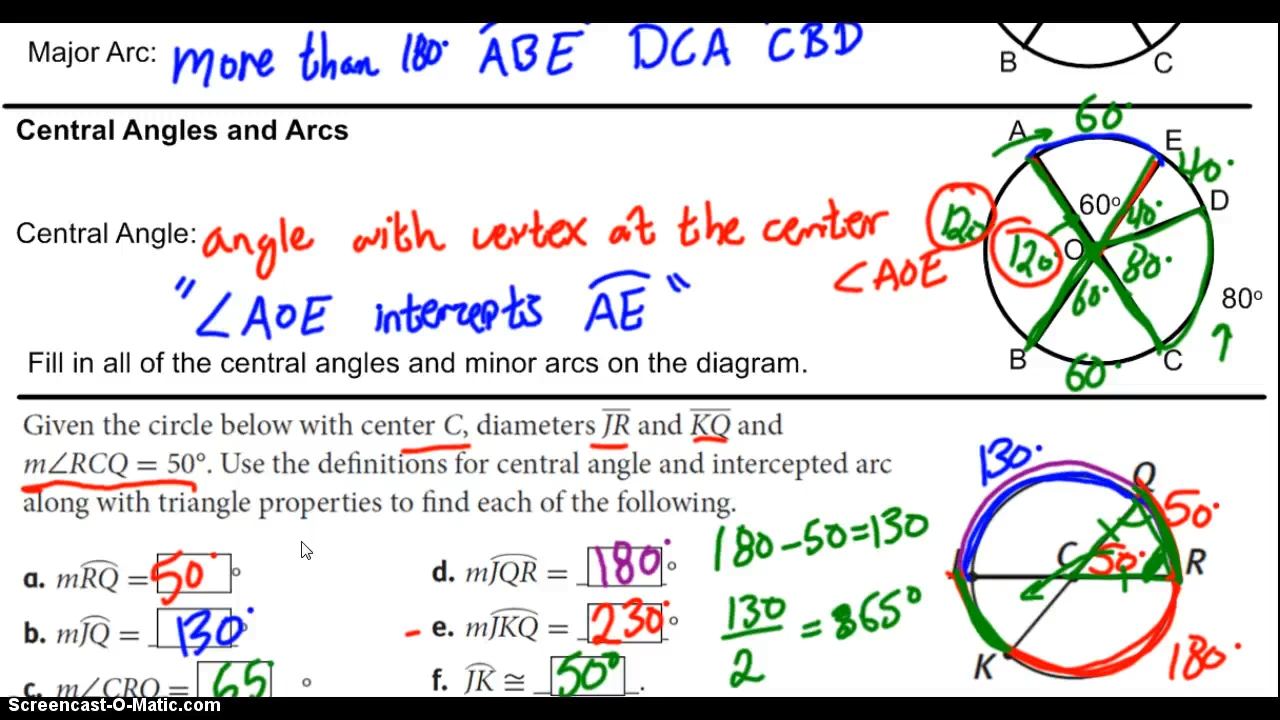 Major Arc: more than 180° ABE DCA CBD
B C
Central Angles and Arcs
Central Angle: angle with vertex at the center
∠AOE
"∠AOE intercepts AE"
Fill in all of the central angles and minor arcs on the diagram.
A 60° E 40° D
60° 40°
120 120° O 80°
60° 80°
B 60° C
Given the circle below with center C, diameters JR and KQ and
m∠RCQ = 50°. Use the definitions for central angle and intercepted arc
along with triangle properties to find each of the following.
a. mRQ = 50° °
b. mJQ = 130° °
c. m∠CRQ = 65 °
d. mJQR = 180° °
e. mJKQ = 230° °
f. JK ≅ 50°.
180-50=130
130
2
= 65°
130° Q 50°
C 50° R
K 180°
Screencast-O-Matic.com